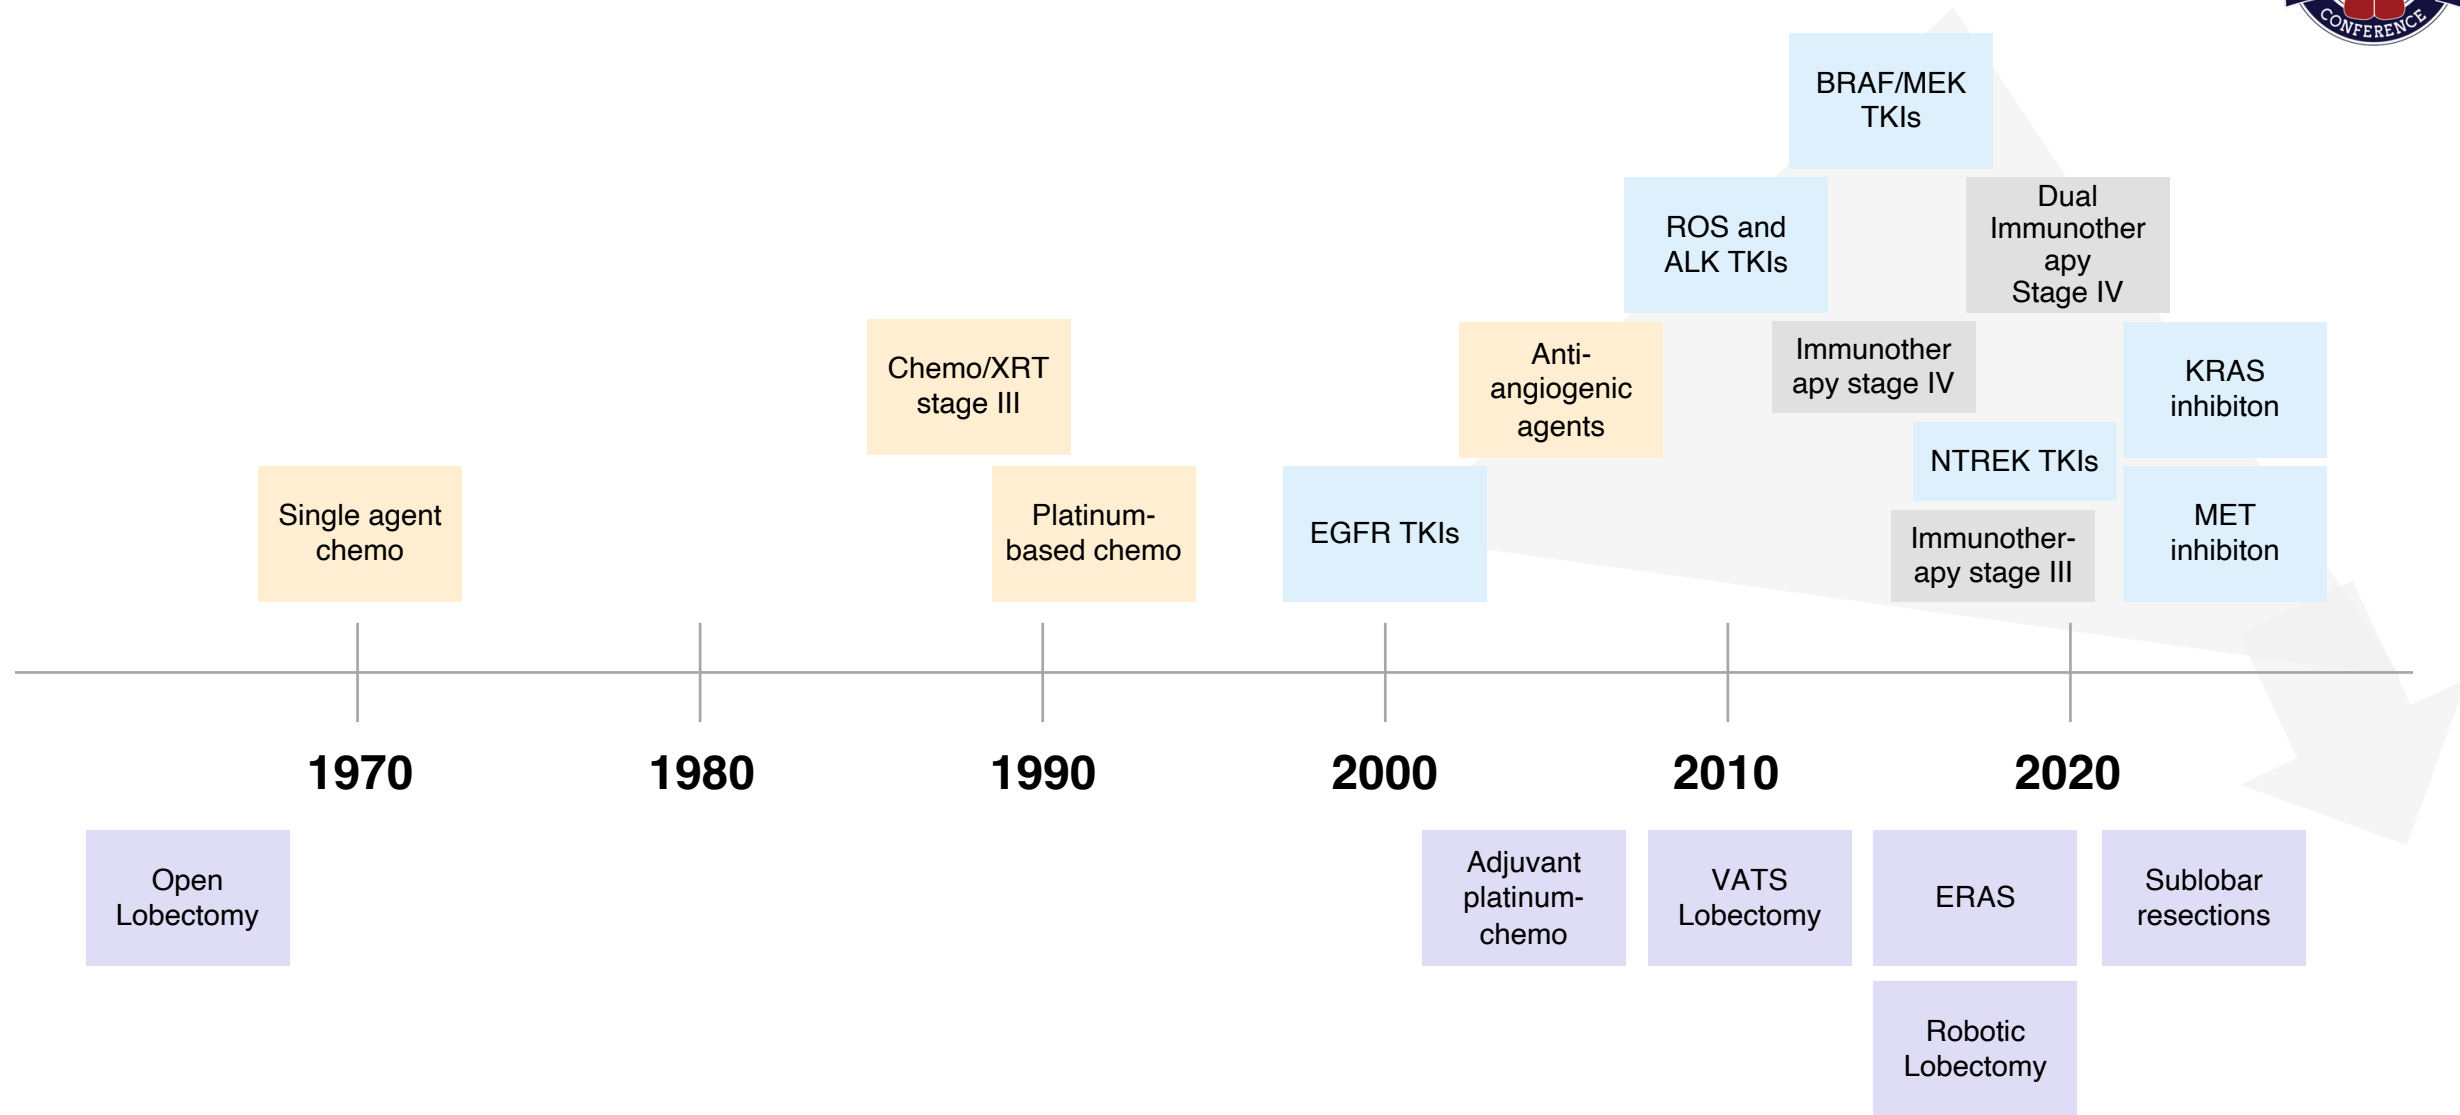 CONFERENCE
BRAF/MEK
TKIs
ROS and
ALK TKIs
Dual
Immunother
apy
Stage IV
Chemo/XRT
stage III
Anti-
angiogenic
agents
Immunother
apy stage IV
KRAS
inhibiton
NTREK TKIs
Single agent
chemo
Platinum-
based chemo
EGFR TKIs
Immunother-
apy stage III
MET
inhibiton
1970
1980
1990
2000
2010
2020
Open
Lobectomy
Adjuvant
platinum-
chemo
VATS
Lobectomy
ERAS
Sublobar
resections
Robotic
Lobectomy